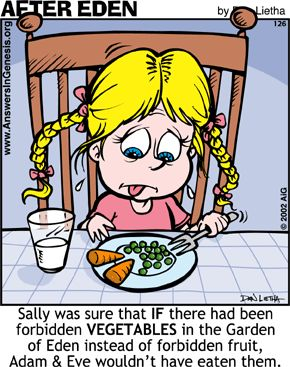 AFTER EDEN
by Dan Lietha
126
www.AnswersInGenesis.org
© 2002 AiG
DAN LIETHA
Sally was sure that IF there had been
forbidden VEGETABLES in the Garden
of Eden instead of forbidden fruit,
Adam & Eve wouldn't have eaten them.